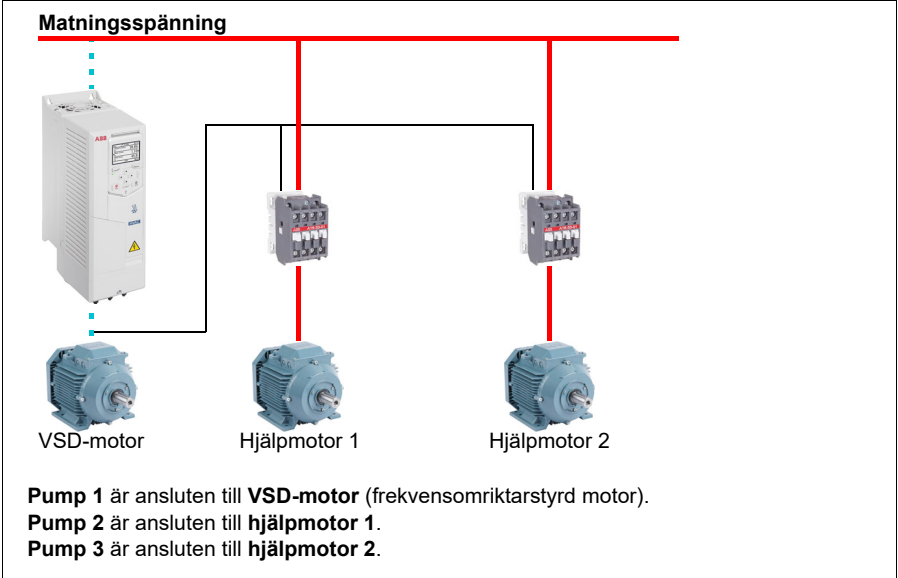 Matningsspänning
ABB
VSD-motor
Hjälpmotor 1
Hjälpmotor 2
Pump 1 är ansluten till VSD-motor (frekvensomriktarstyrd motor).
Pump 2 är ansluten till hjälpmotor 1.
Pump 3 är ansluten till hjälpmotor 2.